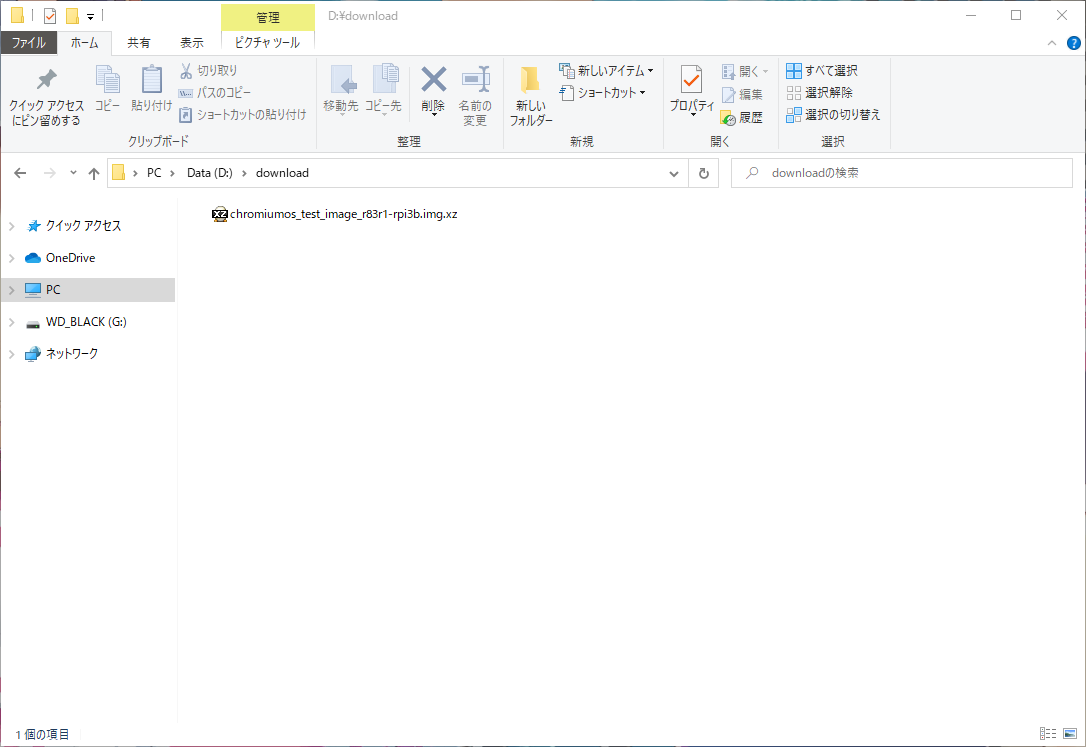 管理
D:¥download
ファイル
ホーム
共有
表示
ピクチャ ツール
クイック アクセス
にピン留めする
コピー
貼り付け
切り取り
パスのコピー
ショートカットの貼り付け
クリップボード
移動先
コピー先
削除
名前の
変更
整理
新しい
フォルダー
新しいアイテム
ショートカット
新規
プロパティ
開く
編集
履歴
開く
すべて選択
選択解除
選択の切り替え
選択
PC
Data (D:)
download
downloadの検索
クイック アクセス
OneDrive
PC
WD_BLACK (G:)
ネットワーク
XZ
chromiumos_test_image_r83r1-rpi3b.img.xz
1 個の項目